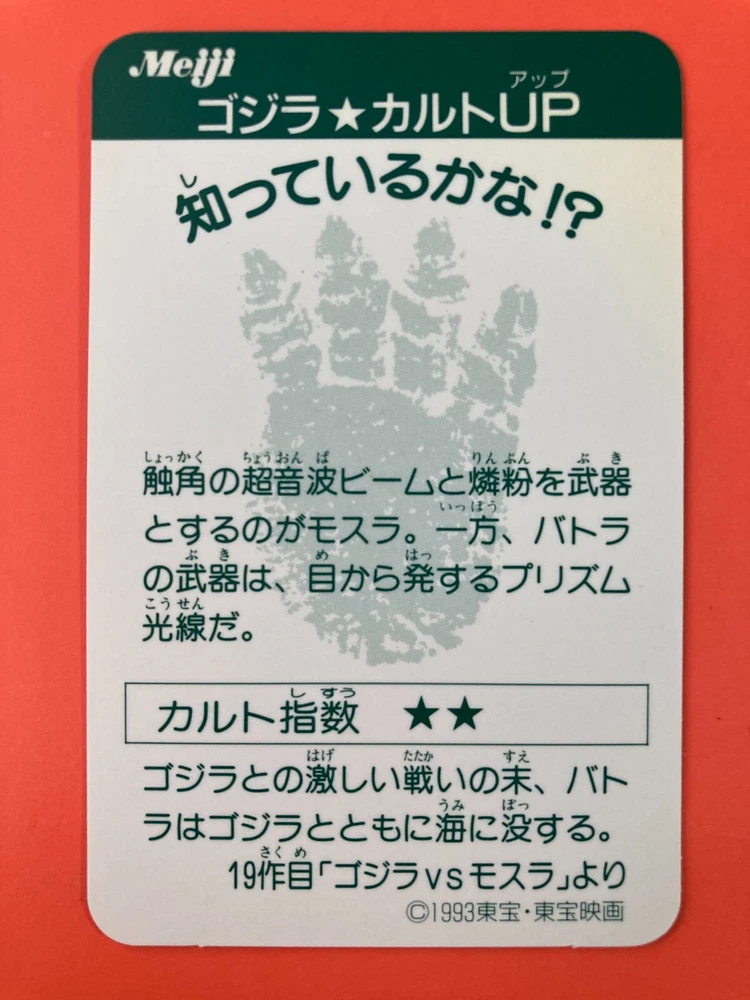 Meiji
ゴジラ★カルトUP
アップ
知っているかな!?
し
触角の超音波ビームと燐粉を武器
しょっかく ちょうおんぱ りんぷん ぶき
とするのがモスラ。一方、バトラ
いっぽう
の武器は、目から発するプリズム
ぶき め はっ
光線だ。
こうせん
カルト指数 ★★
しすう
ゴジラとの激しい戦いの末、バト
はげ たたか すえ
ラはゴジラとともに海に没する。
うみ ぼっ
19作目「ゴジラvsモスラ」より
さくめ
©1993東宝・東宝映画